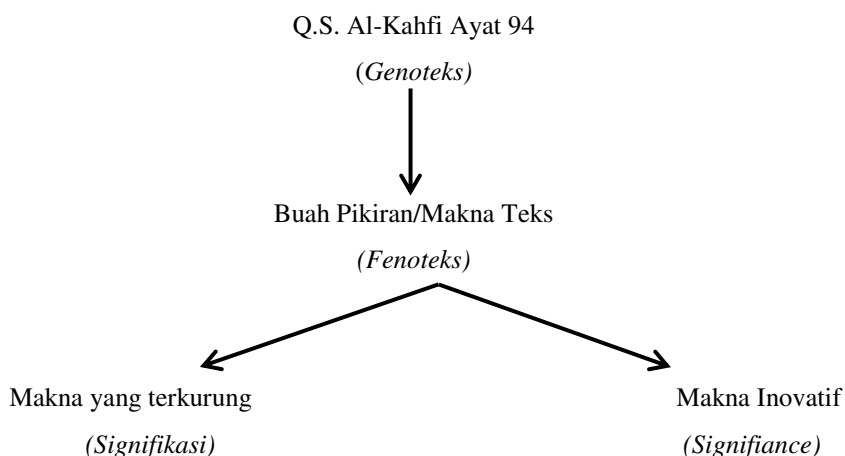 Q.S. Al-Kahfi Ayat 94
(Genoteks)
Buah Pikiran/Makna Teks
(Fenoteks)
Makna yang terkurung
(Signifikasi)
Makna Inovatif
(Signifiance)